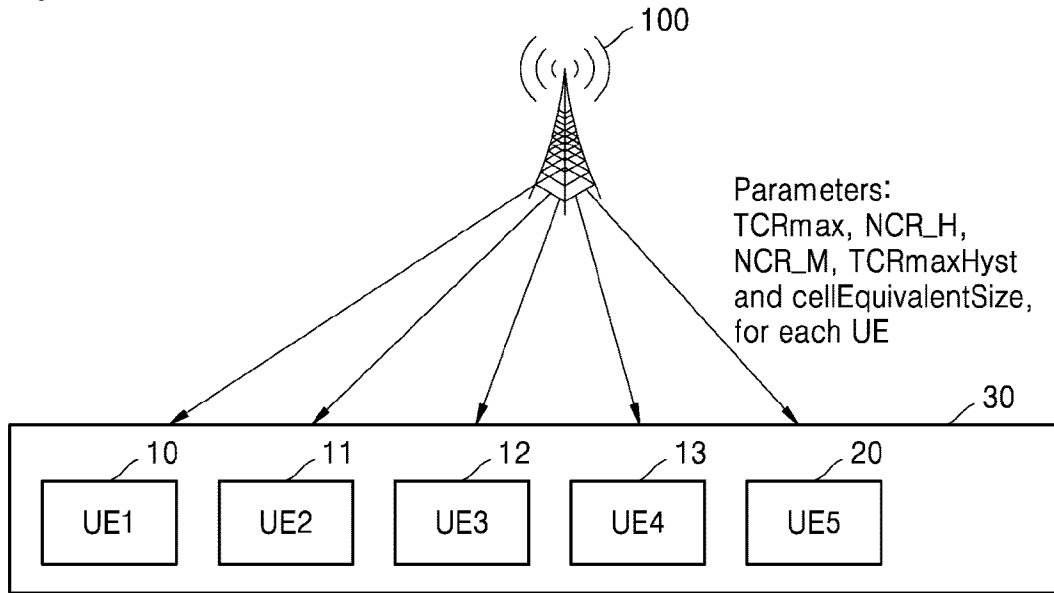 100
Parameters:
TCRmax, NCR_H,
NCR_M, TCRmaxHyst
and cellEquivalentSize,
for each UE
30
10 11 12 13 20
UE1 UE2 UE3 UE4 UE5